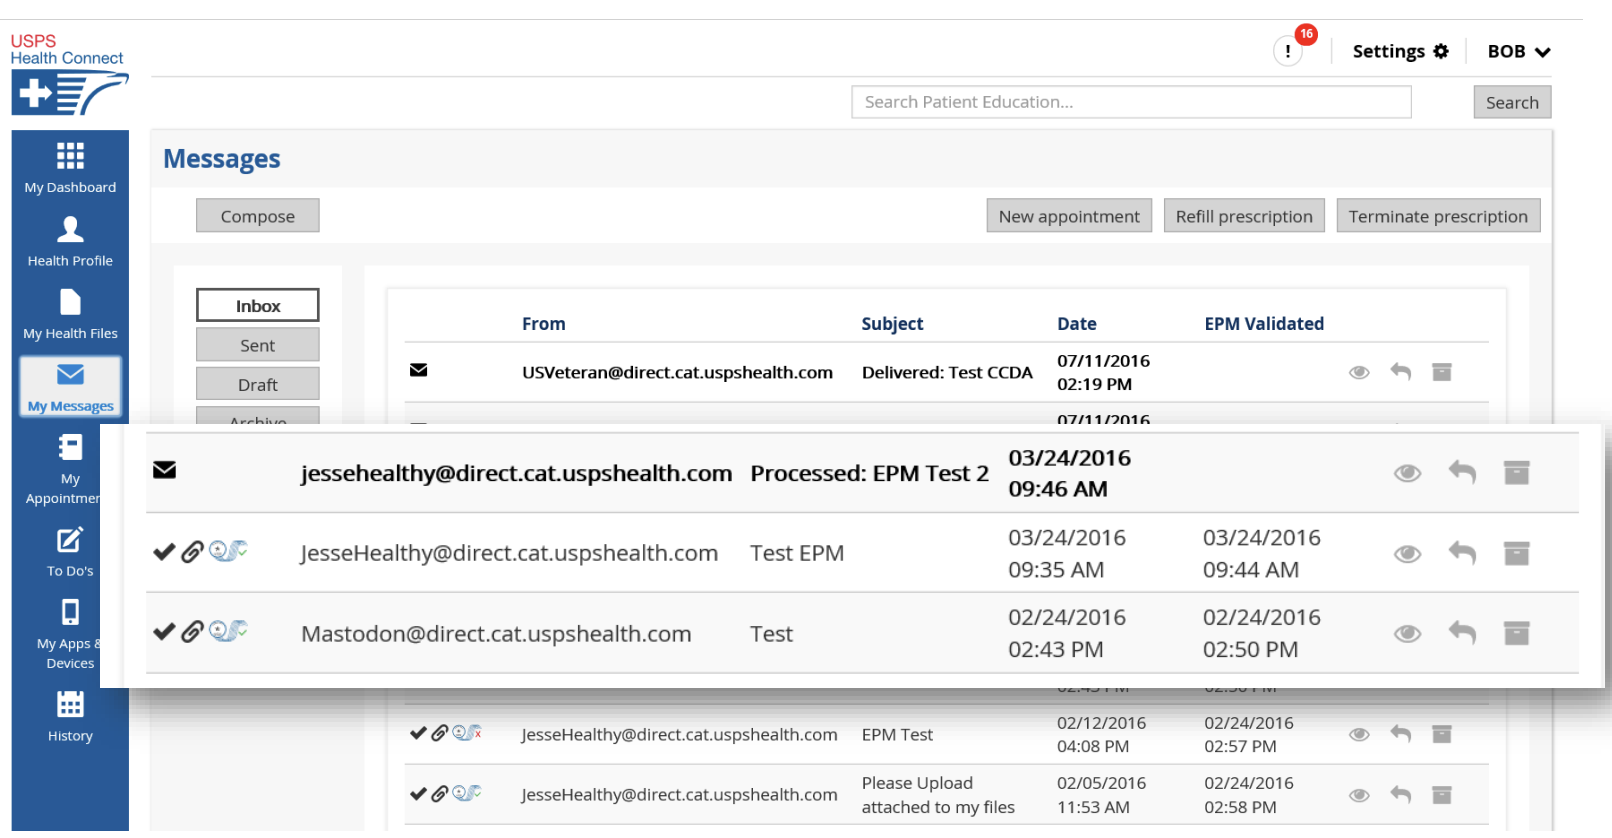 USPS
Health Connect
! 16 Settings BOB
Search Patient Education... Search
My Dashboard
Health Profile
My Health Files
My Messages
My
Appointmen
To Do's
My Apps &
Devices
History
Messages
Compose New appointment Refill prescription Terminate prescription
Inbox
Sent
Draft
Archive
From Subject Date EPM Validated
USVeteran@direct.cat.uspshealth.com Delivered: Test CCDA 07/11/2016
02:19 PM
07/11/2016
jessehealthy@direct.cat.uspshealth.com Processed: EPM Test 2 03/24/2016
09:46 AM
JesseHealthy@direct.cat.uspshealth.com Test EPM 03/24/2016 03/24/2016
09:35 AM 09:44 AM
Mastodon@direct.cat.uspshealth.com Test 02/24/2016 02/24/2016
02:43 PM 02:50 PM
JesseHealthy@direct.cat.uspshealth.com EPM Test 02/12/2016 02/24/2016
04:08 PM 02:57 PM
JesseHealthy@direct.cat.uspshealth.com Please Upload 02/05/2016 02/24/2016
attached to my files 11:53 AM 02:58 PM